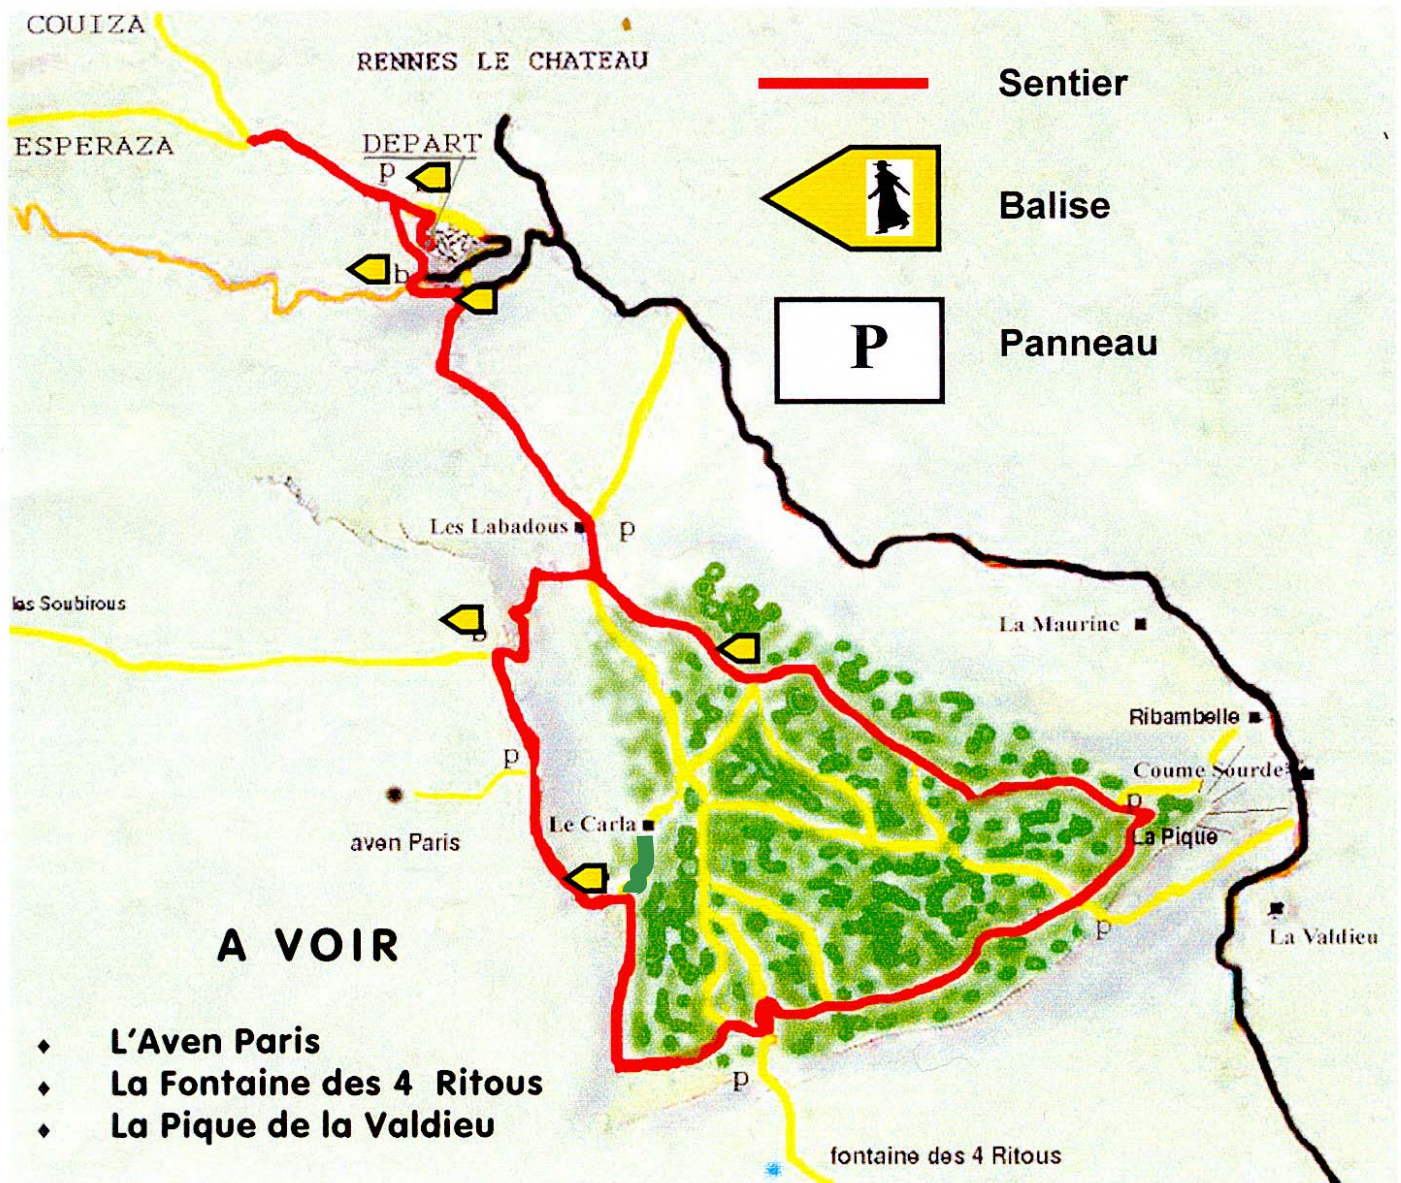 COUIZA
RENNES LE CHATEAU
Sentier
ESPERAZA
DEPART
p
Balise
b
P
Panneau
Les Labadous
p
las Soubirous
b
La Maurine
Ribambelle
p
Coume Sourde
p
Le Carla
La Pique
aven Paris
p
La Valdieu
A VOIR
L'Aven Paris
La Fontaine des 4 Ritous
p
La Pique de la Valdieu
fontaine des 4 Ritous